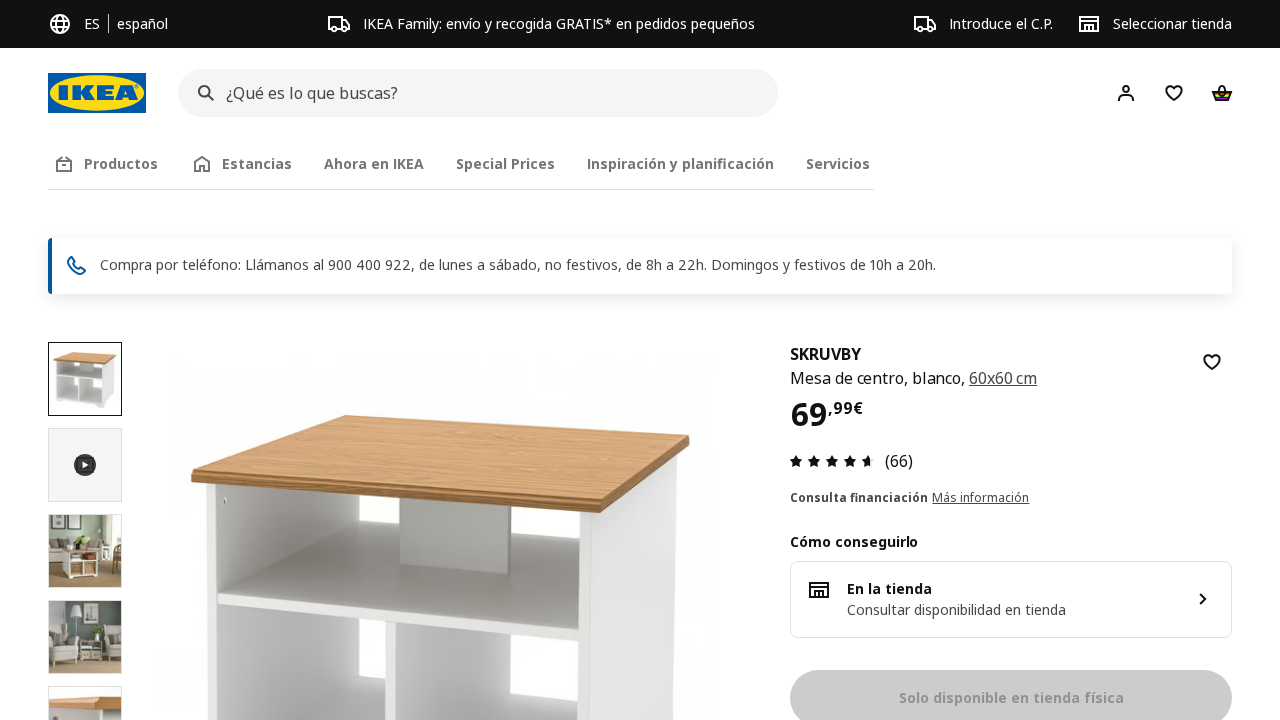 ES español
IKEA Family: envío y recogida GRATIS* en pedidos pequeños
Introduce el C.P.
Seleccionar tienda
IKEA
¿Qué es lo que buscas?
Productos
Estancias
Ahora en IKEA
Special Prices
Inspiración y planificación
Servicios
Compra por teléfono: Llámanos al 900 400 922, de lunes a sábado, no festivos, de 8h a 22h. Domingos y festivos de 10h a 20h.
SKRUVBY
Mesa de centro, blanco, 60x60 cm
69,99€
(66)
Consulta financiación Más información
Cómo conseguirlo
En la tienda
Consultar disponibilidad en tienda
Solo disponible en tienda física